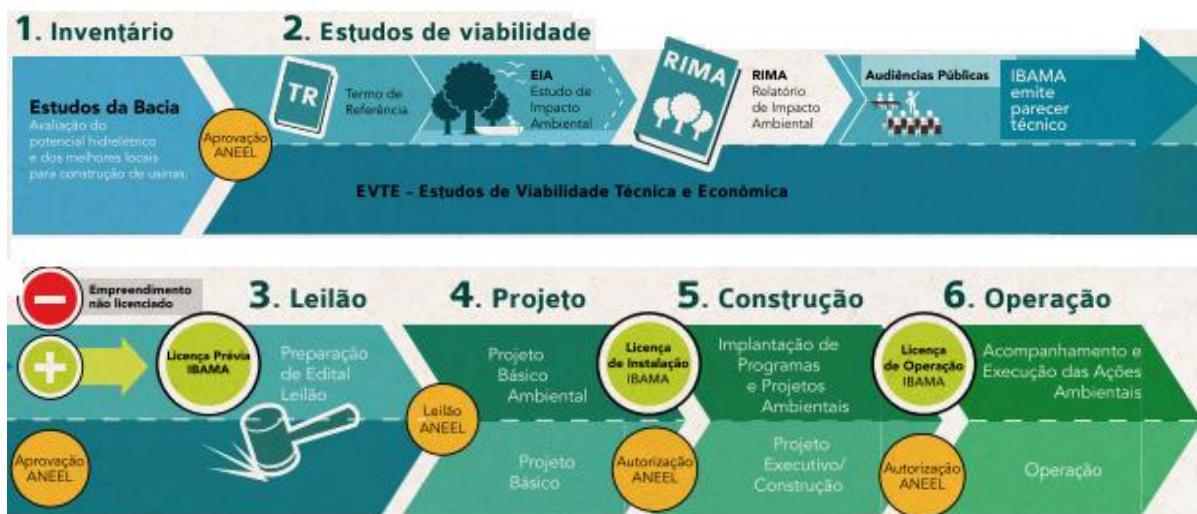 1. Inventário
2. Estudos de viabilidade
Estudos da Bacia
Avaliação do
potencial hidrelétrico
e dos melhores locais
para construção de usinas.
Aprovação
ANEEL
TR
Termo de
Referência
EIA
Estudo de
Impacto
Ambiental
RIMA
RIMA
Relatório
de Impacto
Ambiental
Audiências Públicas
IBAMA
emite
parecer
técnico
EVTE - Estudos de Viabilidade Técnica e Econômica
Empreendimento
não licenciado
3. Leilão
4. Projeto
5. Construção
6. Operação
Licença Prévia
IBAMA
Preparação
de Edital
Leilão
Aprovação
ANEEL
Leilão
ANEEL
Projeto
Básico
Ambiental
Projeto
Básico
Licença
de Instalação
IBAMA
Autorização
ANEEL
Implantação de
Programas
e Projetos
Ambientais
Projeto
Executivo/
Construção
Licença
de Operação
IBAMA
Autorização
ANEEL
Acompanhamento e
Execução das Ações
Ambientais
Operação